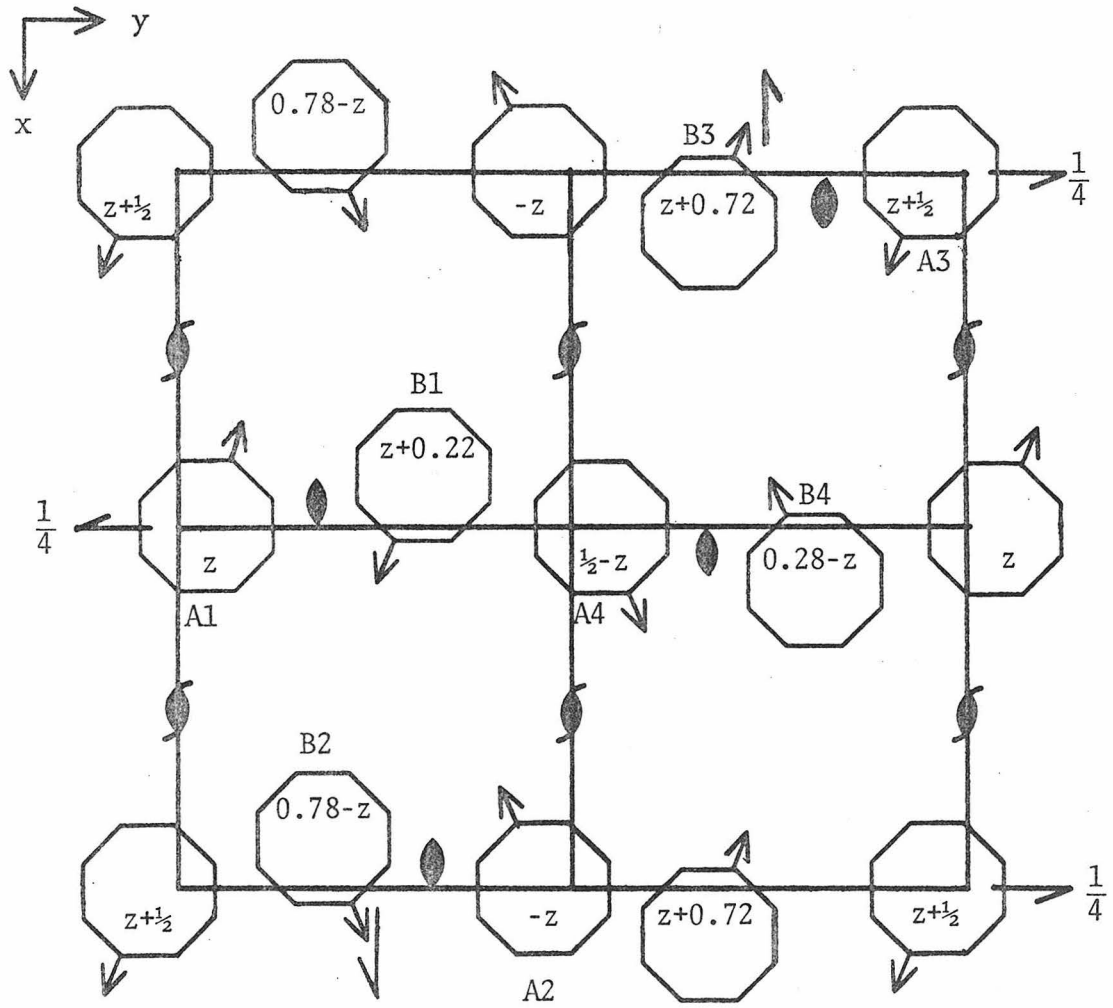 y
x
0.78-z
B3
z+½
-z
z+0.72
z+½
1/4
A3
B1
z+0.22
B4
1/4
z
½-z
0.28-z
z
A1
A4
B2
0.78-z
z+½
-z
z+0.72
z+½
1/4
A2